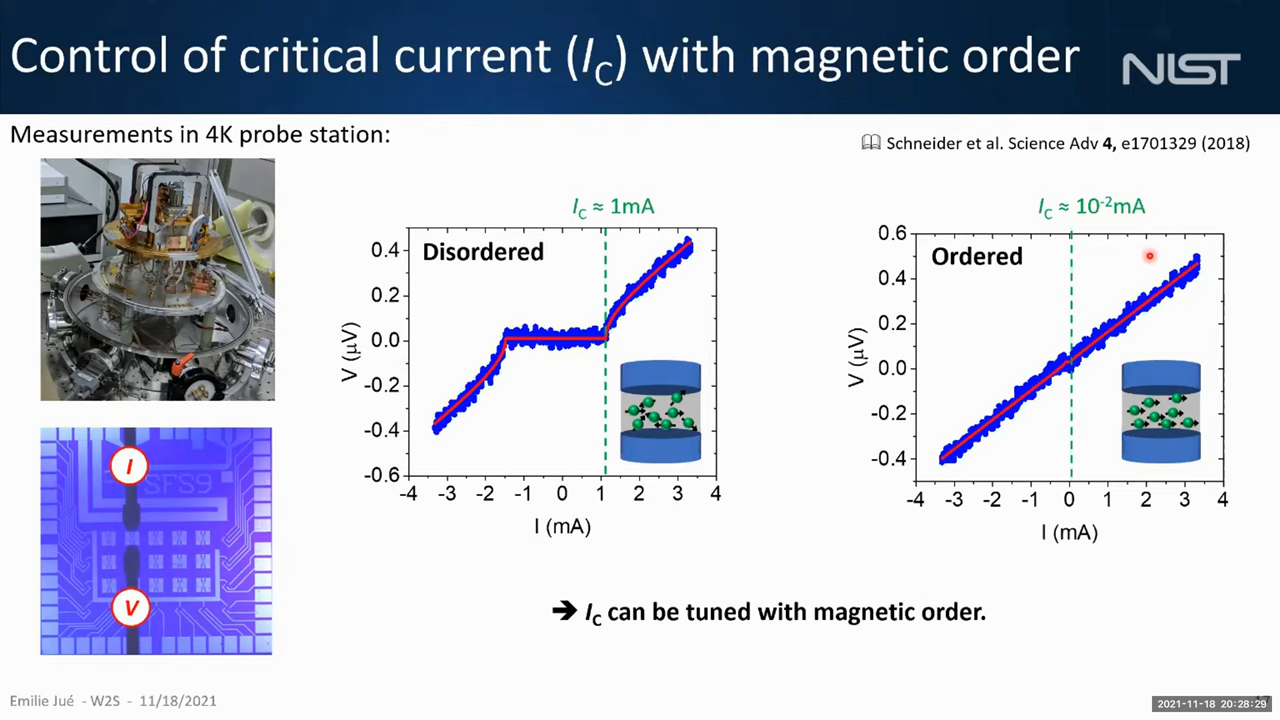 Control of critical current (I_C) with magnetic order
NIST
Measurements in 4K probe station:
Schneider et al. Science Adv 4, e1701329 (2018)
I_C ≈ 1mA
I_C ≈ 10⁻²mA
Disordered
0.4
0.2
0.0
-0.2
-0.4
-0.6
V (µV)
-4 -3 -2 -1 0 1 2 3 4
I (mA)
Ordered
0.6
0.4
0.2
0.0
-0.2
-0.4
V (µV)
-4 -3 -2 -1 0 1 2 3 4
I (mA)
I
SFS9
V
➔ I_C can be tuned with magnetic order.
Emilie Jué - W2S - 11/18/2021
2021-11-18 20:28:29